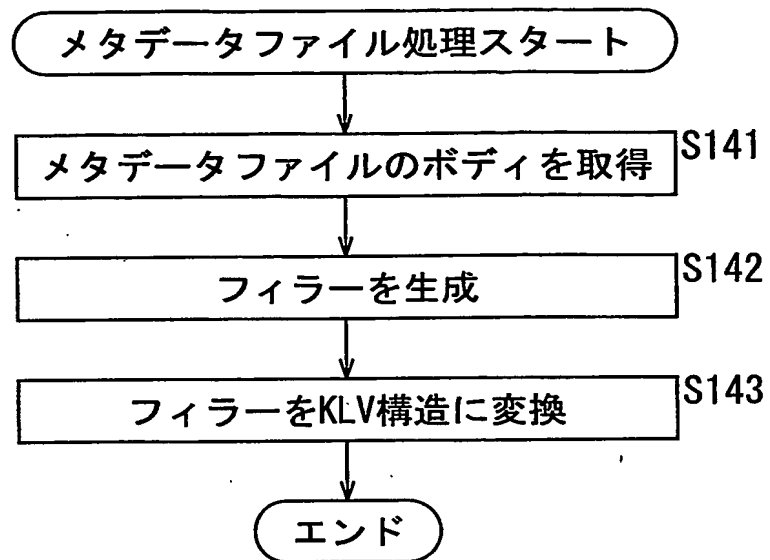 メタデータファイル処理スタート
メタデータファイルのボディを取得
S141
フィラーを生成
S142
フィラーをKLV構造に変換
S143
エンド